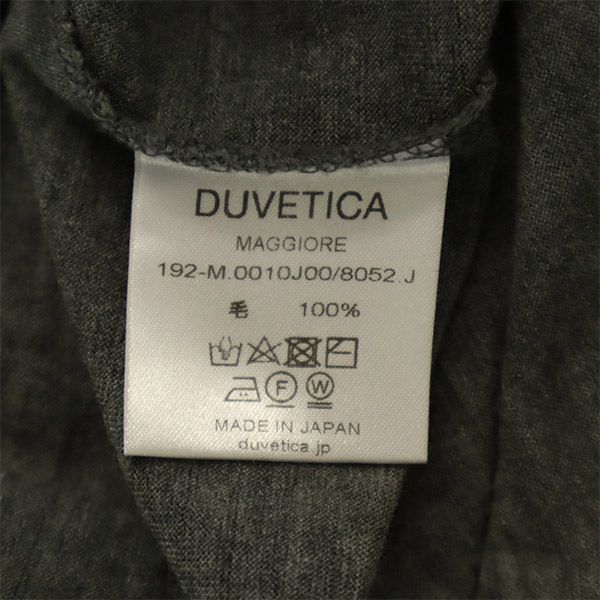 DUVETICA
MAGGIORE
192-M.0010J00/8052.J
毛 100%
F W
MADE IN JAPAN
duvetica.jp